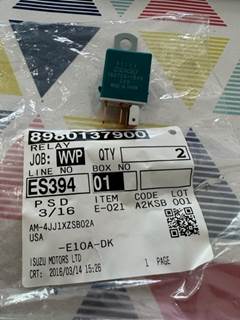 8980137900
RELAY
JOB: WVP QTY 2
LINE NO BOX NO
ES394 01
PSD ITEM CODE LOT
3/16 E-021 A2KSB 001
AM-4JJ1XZSB02A
USA
-E10A-DK
ISUZU MOTORS LTD
CRT: 2016/03/14 15:26 1 PAGE